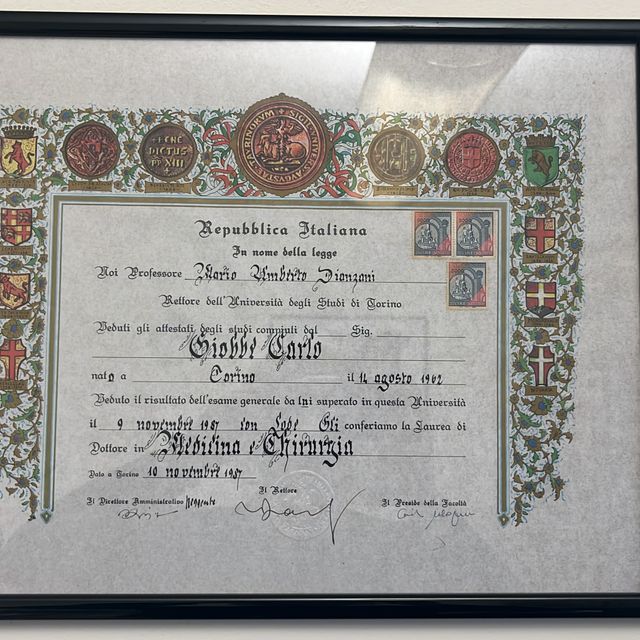 BENE
DICTUS
PP XIII
Repubblica Italiana
In nome della legge
Noi Professore Mario Umberto Dianzani
Rettore dell'Università degli Studi di Torino
Veduti gli attestati degli studi compiuti dal Sig.
Giobbe Carlo
nato a Torino il 14 agosto 1962
Veduto il risultato dell'esame generale da lui superato in questa Università
il 9 novembre 1987 con Lode Gli conferiamo la Laurea di
Dottore in Medicina e Chirurgia
Dato a Torino 10 novembre 1987
Il Direttore Amministrativo Reggente
Il Rettore
Il Preside della Facoltà